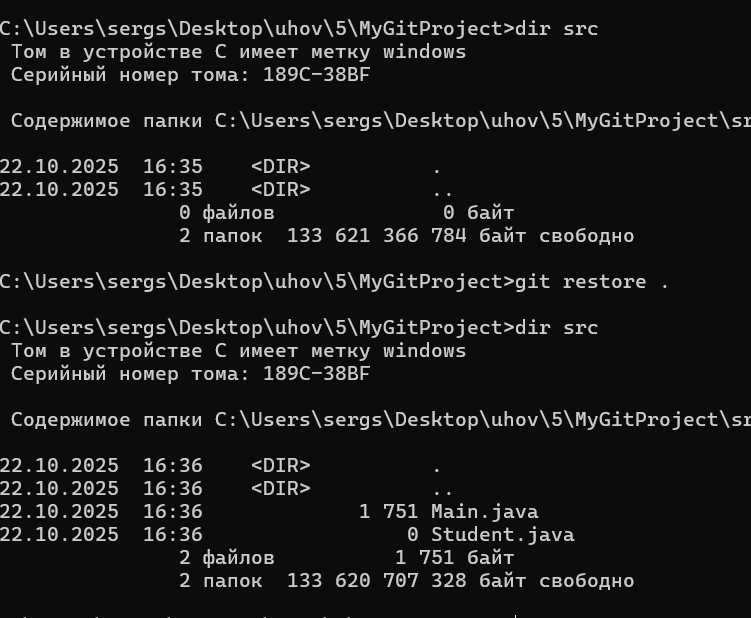 C:\Users\sergs\Desktop\uhov\5\MyGitProject>dir src
Том в устройстве C имеет метку windows
Серийный номер тома: 189C-38BF
Содержимое папки C:\Users\sergs\Desktop\uhov\5\MyGitProject\sr
22.10.2025  16:35    <DIR>          .
22.10.2025  16:35    <DIR>          ..
0 файлов              0 байт
2 папок  133 621 366 784 байт свободно
C:\Users\sergs\Desktop\uhov\5\MyGitProject>git restore .
C:\Users\sergs\Desktop\uhov\5\MyGitProject>dir src
Том в устройстве C имеет метку windows
Серийный номер тома: 189C-38BF
Содержимое папки C:\Users\sergs\Desktop\uhov\5\MyGitProject\sr
22.10.2025  16:36    <DIR>          .
22.10.2025  16:36    <DIR>          ..
22.10.2025  16:36             1 751 Main.java
22.10.2025  16:36                 0 Student.java
2 файлов          1 751 байт
2 папок  133 620 707 328 байт свободно